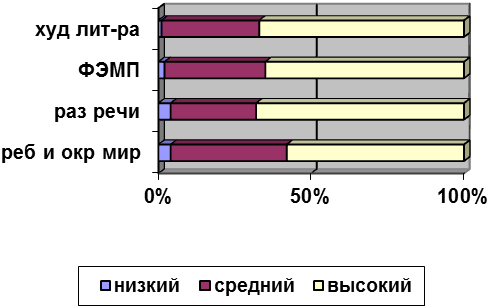 худ лит-ра
ФЭМП
раз речи
реб и окр мир
0% 50% 100%
низкий средний высокий